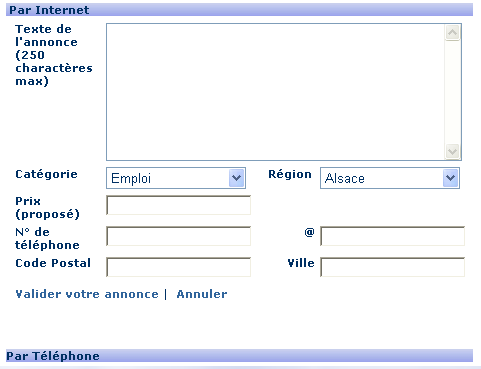 Par Internet
Texte de
l'annonce
(250
charactères
max)
Catégorie Emploi Région Alsace
Prix
(proposé)
N° de
téléphone @
Code Postal Ville
Valider votre annonce | Annuler
Par Téléphone